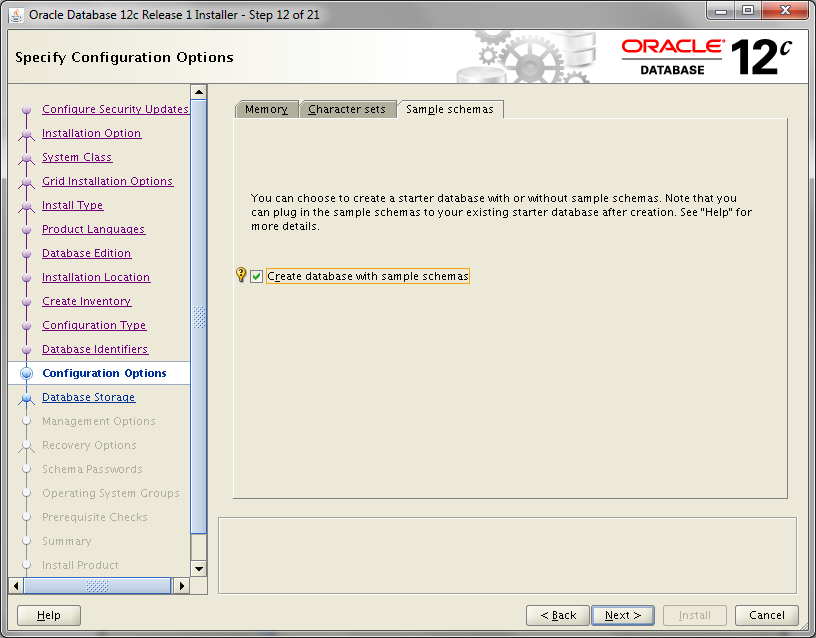 Oracle Database 12c Release 1 Installer - Step 12 of 21
Specify Configuration Options
ORACLE
DATABASE
12c
Configure Security Updates
Installation Option
System Class
Grid Installation Options
Install Type
Product Languages
Database Edition
Installation Location
Create Inventory
Configuration Type
Database Identifiers
Configuration Options
Database Storage
Management Options
Recovery Options
Schema Passwords
Operating System Groups
Prerequisite Checks
Summary
Install Product
Memory Character sets Sample schemas
You can choose to create a starter database with or without sample schemas. Note that you
can plug in the sample schemas to your existing starter database after creation. See "Help" for
more details.
Create database with sample schemas
Help < Back Next > Install Cancel